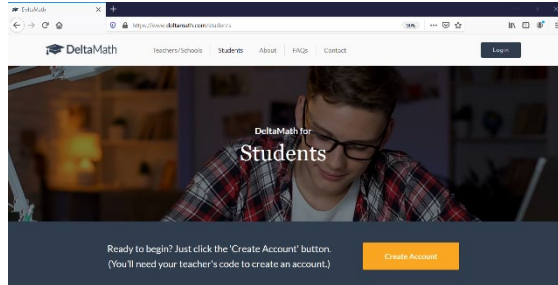 DeltaMath
https://www.deltamath.com/students
DeltaMath
Teachers/Schools
Students
About
FAQs
Contact
Login
DeltaMath for
Students
Ready to begin? Just click the 'Create Account' button.
(You'll need your teacher's code to create an account.)
Create Account